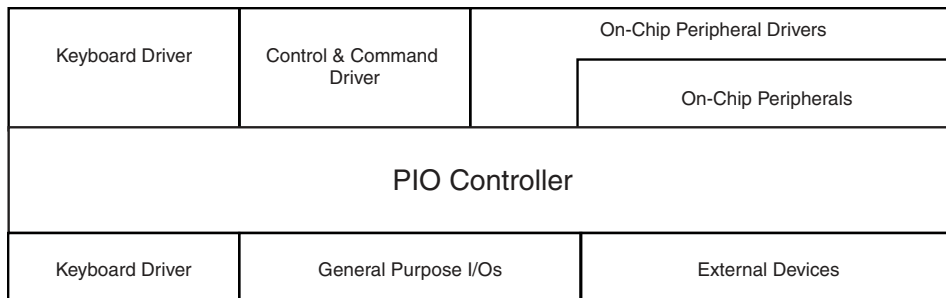 Keyboard Driver
Control & Command
Driver
On-Chip Peripheral Drivers
On-Chip Peripherals
PIO Controller
Keyboard Driver
General Purpose I/Os
External Devices